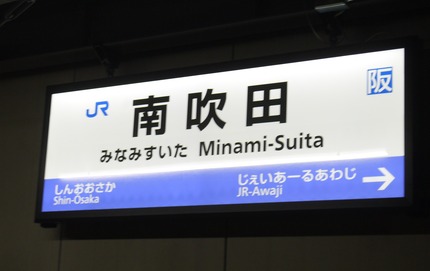 JR 南吹田 阪
みなみすいた Minami-Suita
しんおおさか じぇいあーるあわじ →
Shin-Osaka JR-Awaji